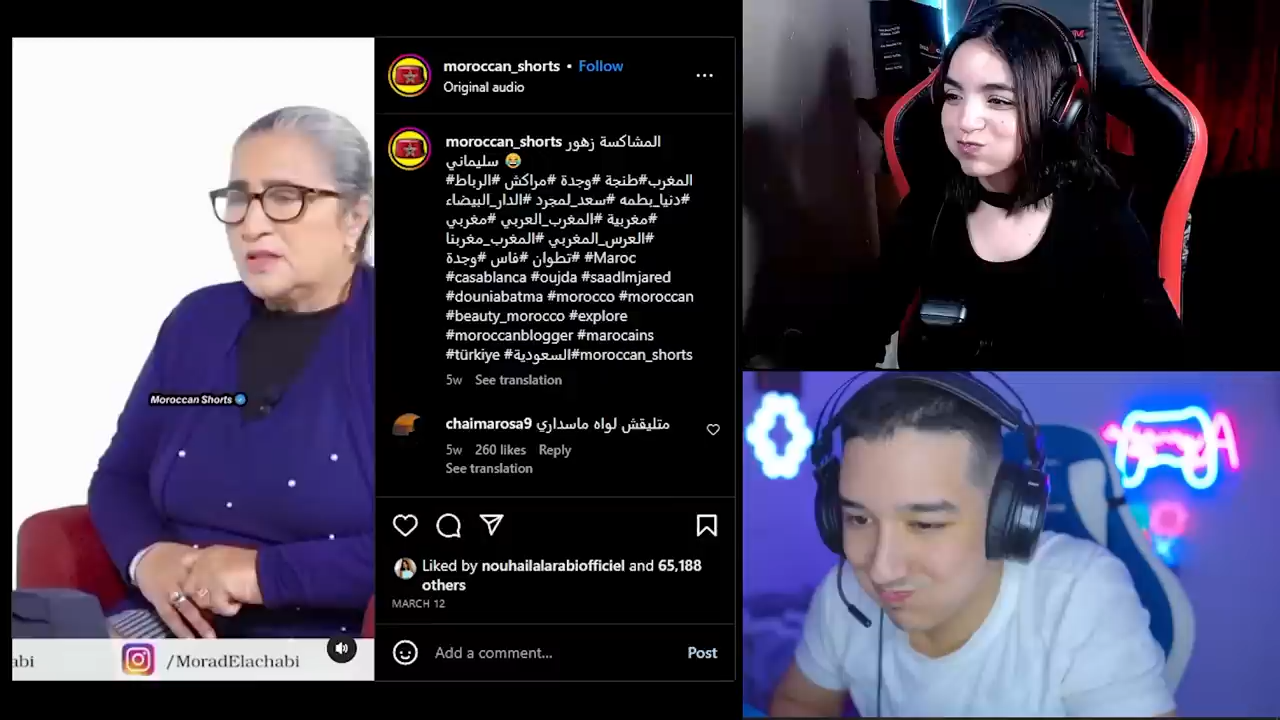 moroccan_shorts • Follow
Original audio
moroccan_shorts المشاكسة زهور
سليماني 😂
#المغرب#طنجة #وجدة #مراكش #الرباط
#دنيا_بطمه #سعد_لمجرد #الدار_البيضاء
#مغربية #المغرب_العربي #مغربي
#العرس_المغربي #المغرب_مغربنا
#تطوان #فاس #وجدة #Maroc
#casablanca #oujda #saadlmjared
#douniabatma #morocco #moroccan
#beauty_morocco #explore
#moroccanblogger #marocains
#türkiye #السعودية#moroccan_shorts
5w See translation
chaimarosa9 متليقش لواه ماسداري
5w 260 likes Reply
See translation
Liked by nouhailalarabiofficiel and 65,188
others
MARCH 12
Add a comment... Post
Moroccan Shorts
abi
/MoradElachabi